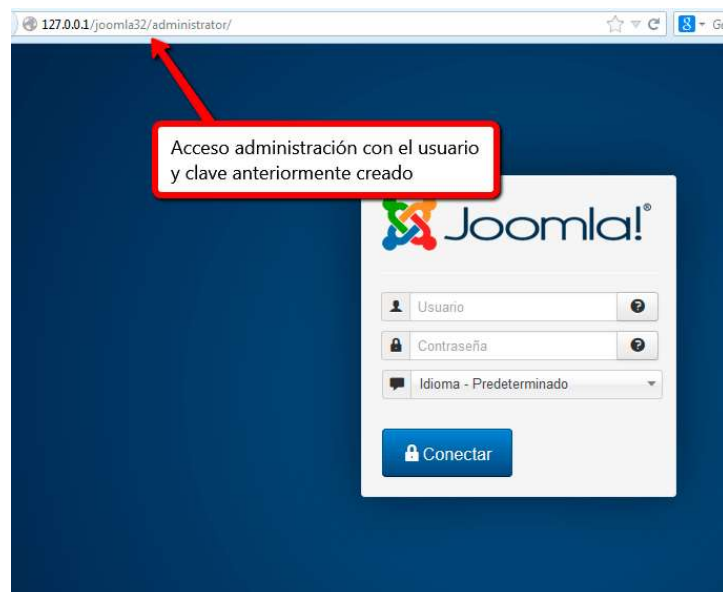 127.0.0.1/joomla32/administrator/
Acceso administración con el usuario
y clave anteriormente creado
Joomla!®
Usuario
Contraseña
Idioma - Predeterminado
Conectar